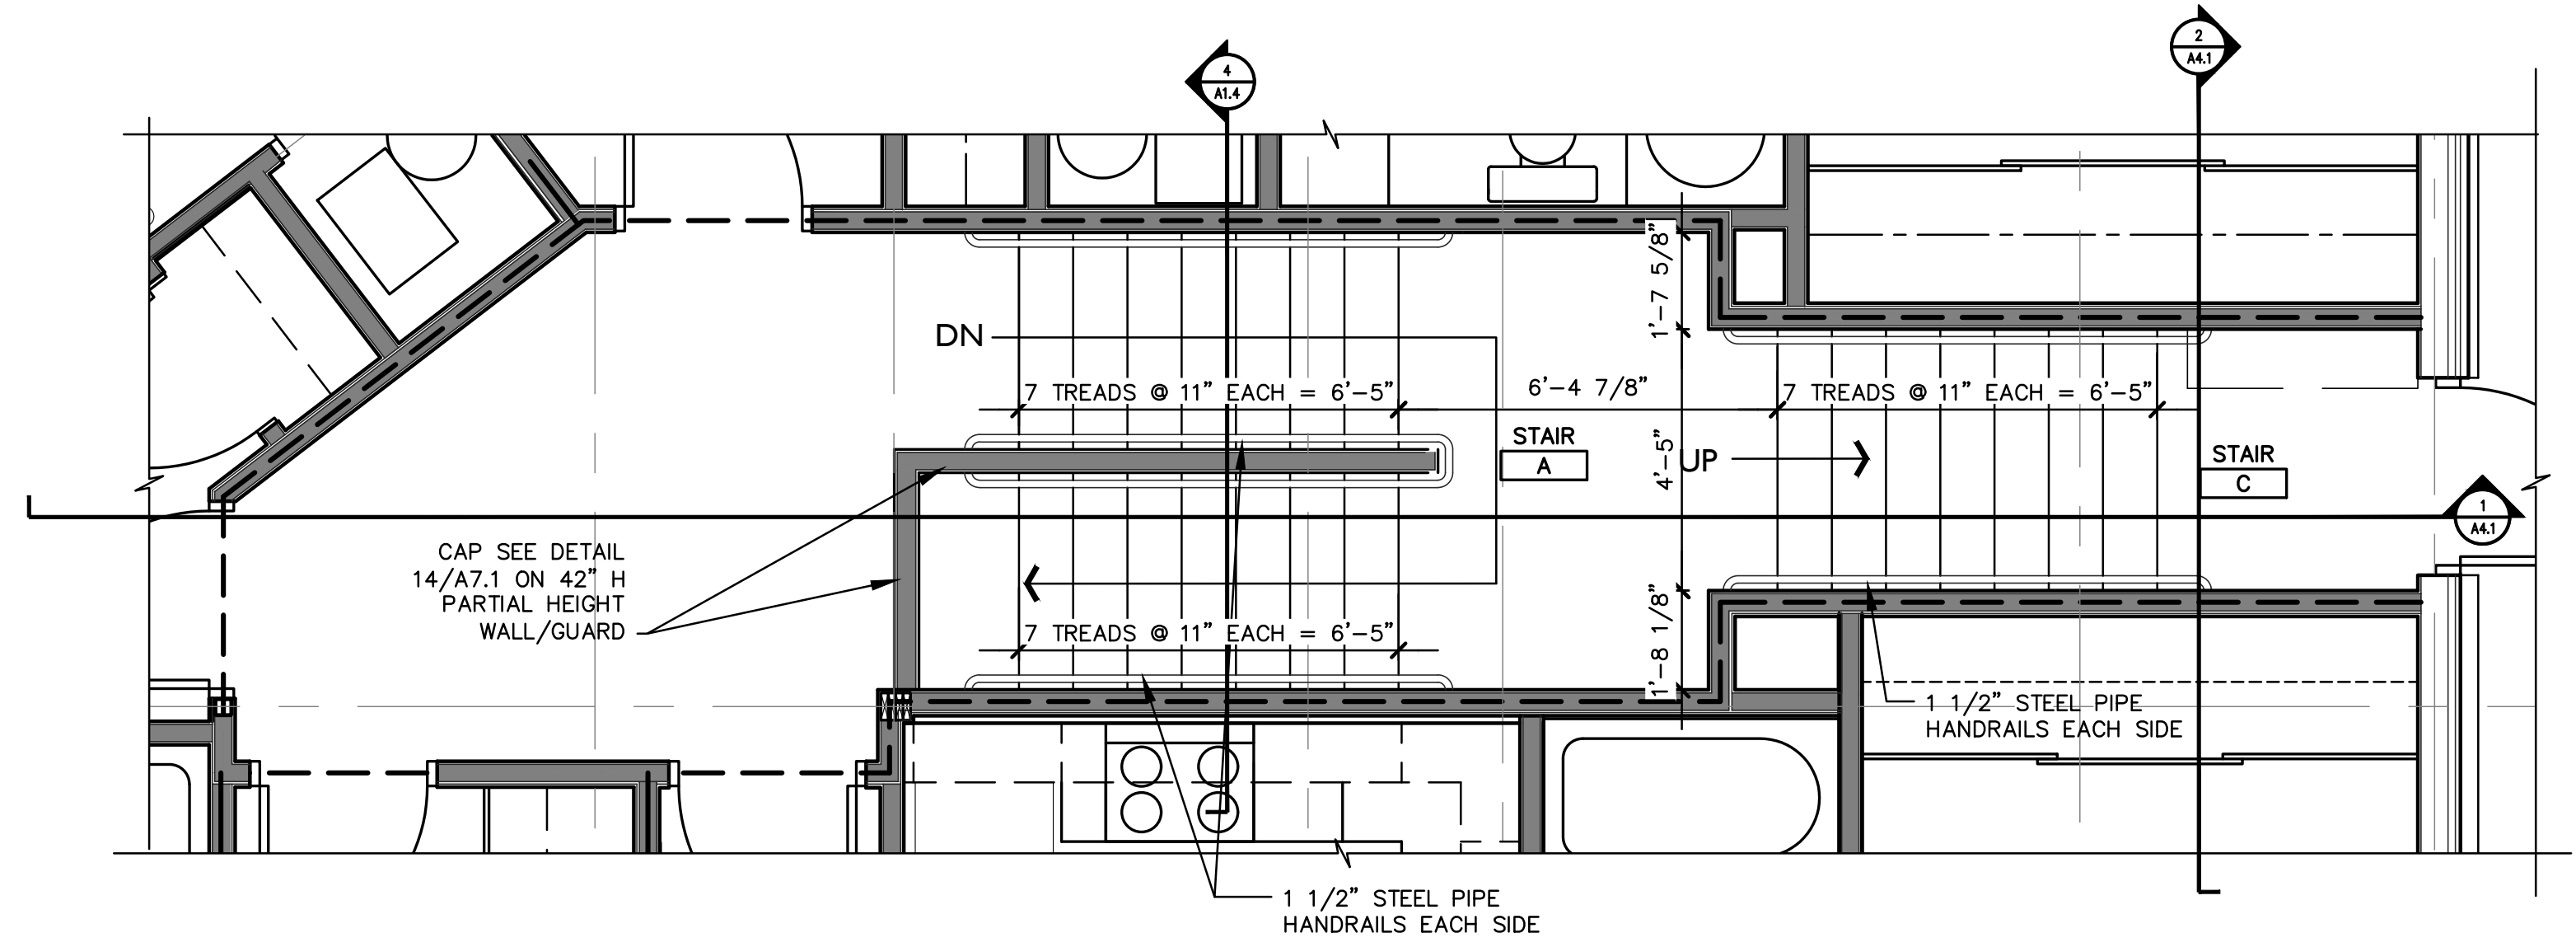 2
A4.1
4
A1.4
1'-7 5/8"
DN
7 TREADS @ 11" EACH = 6'-5"
6'-4 7/8"
7 TREADS @ 11" EACH = 6'-5"
STAIR
A
4'-5"
UP
STAIR
C
1
A4.1
CAP SEE DETAIL
14/A7.1 ON 42" H
PARTIAL HEIGHT
WALL/GUARD
7 TREADS @ 11" EACH = 6'-5"
1'-8 1/8"
1 1/2" STEEL PIPE
HANDRAILS EACH SIDE
1 1/2" STEEL PIPE
HANDRAILS EACH SIDE